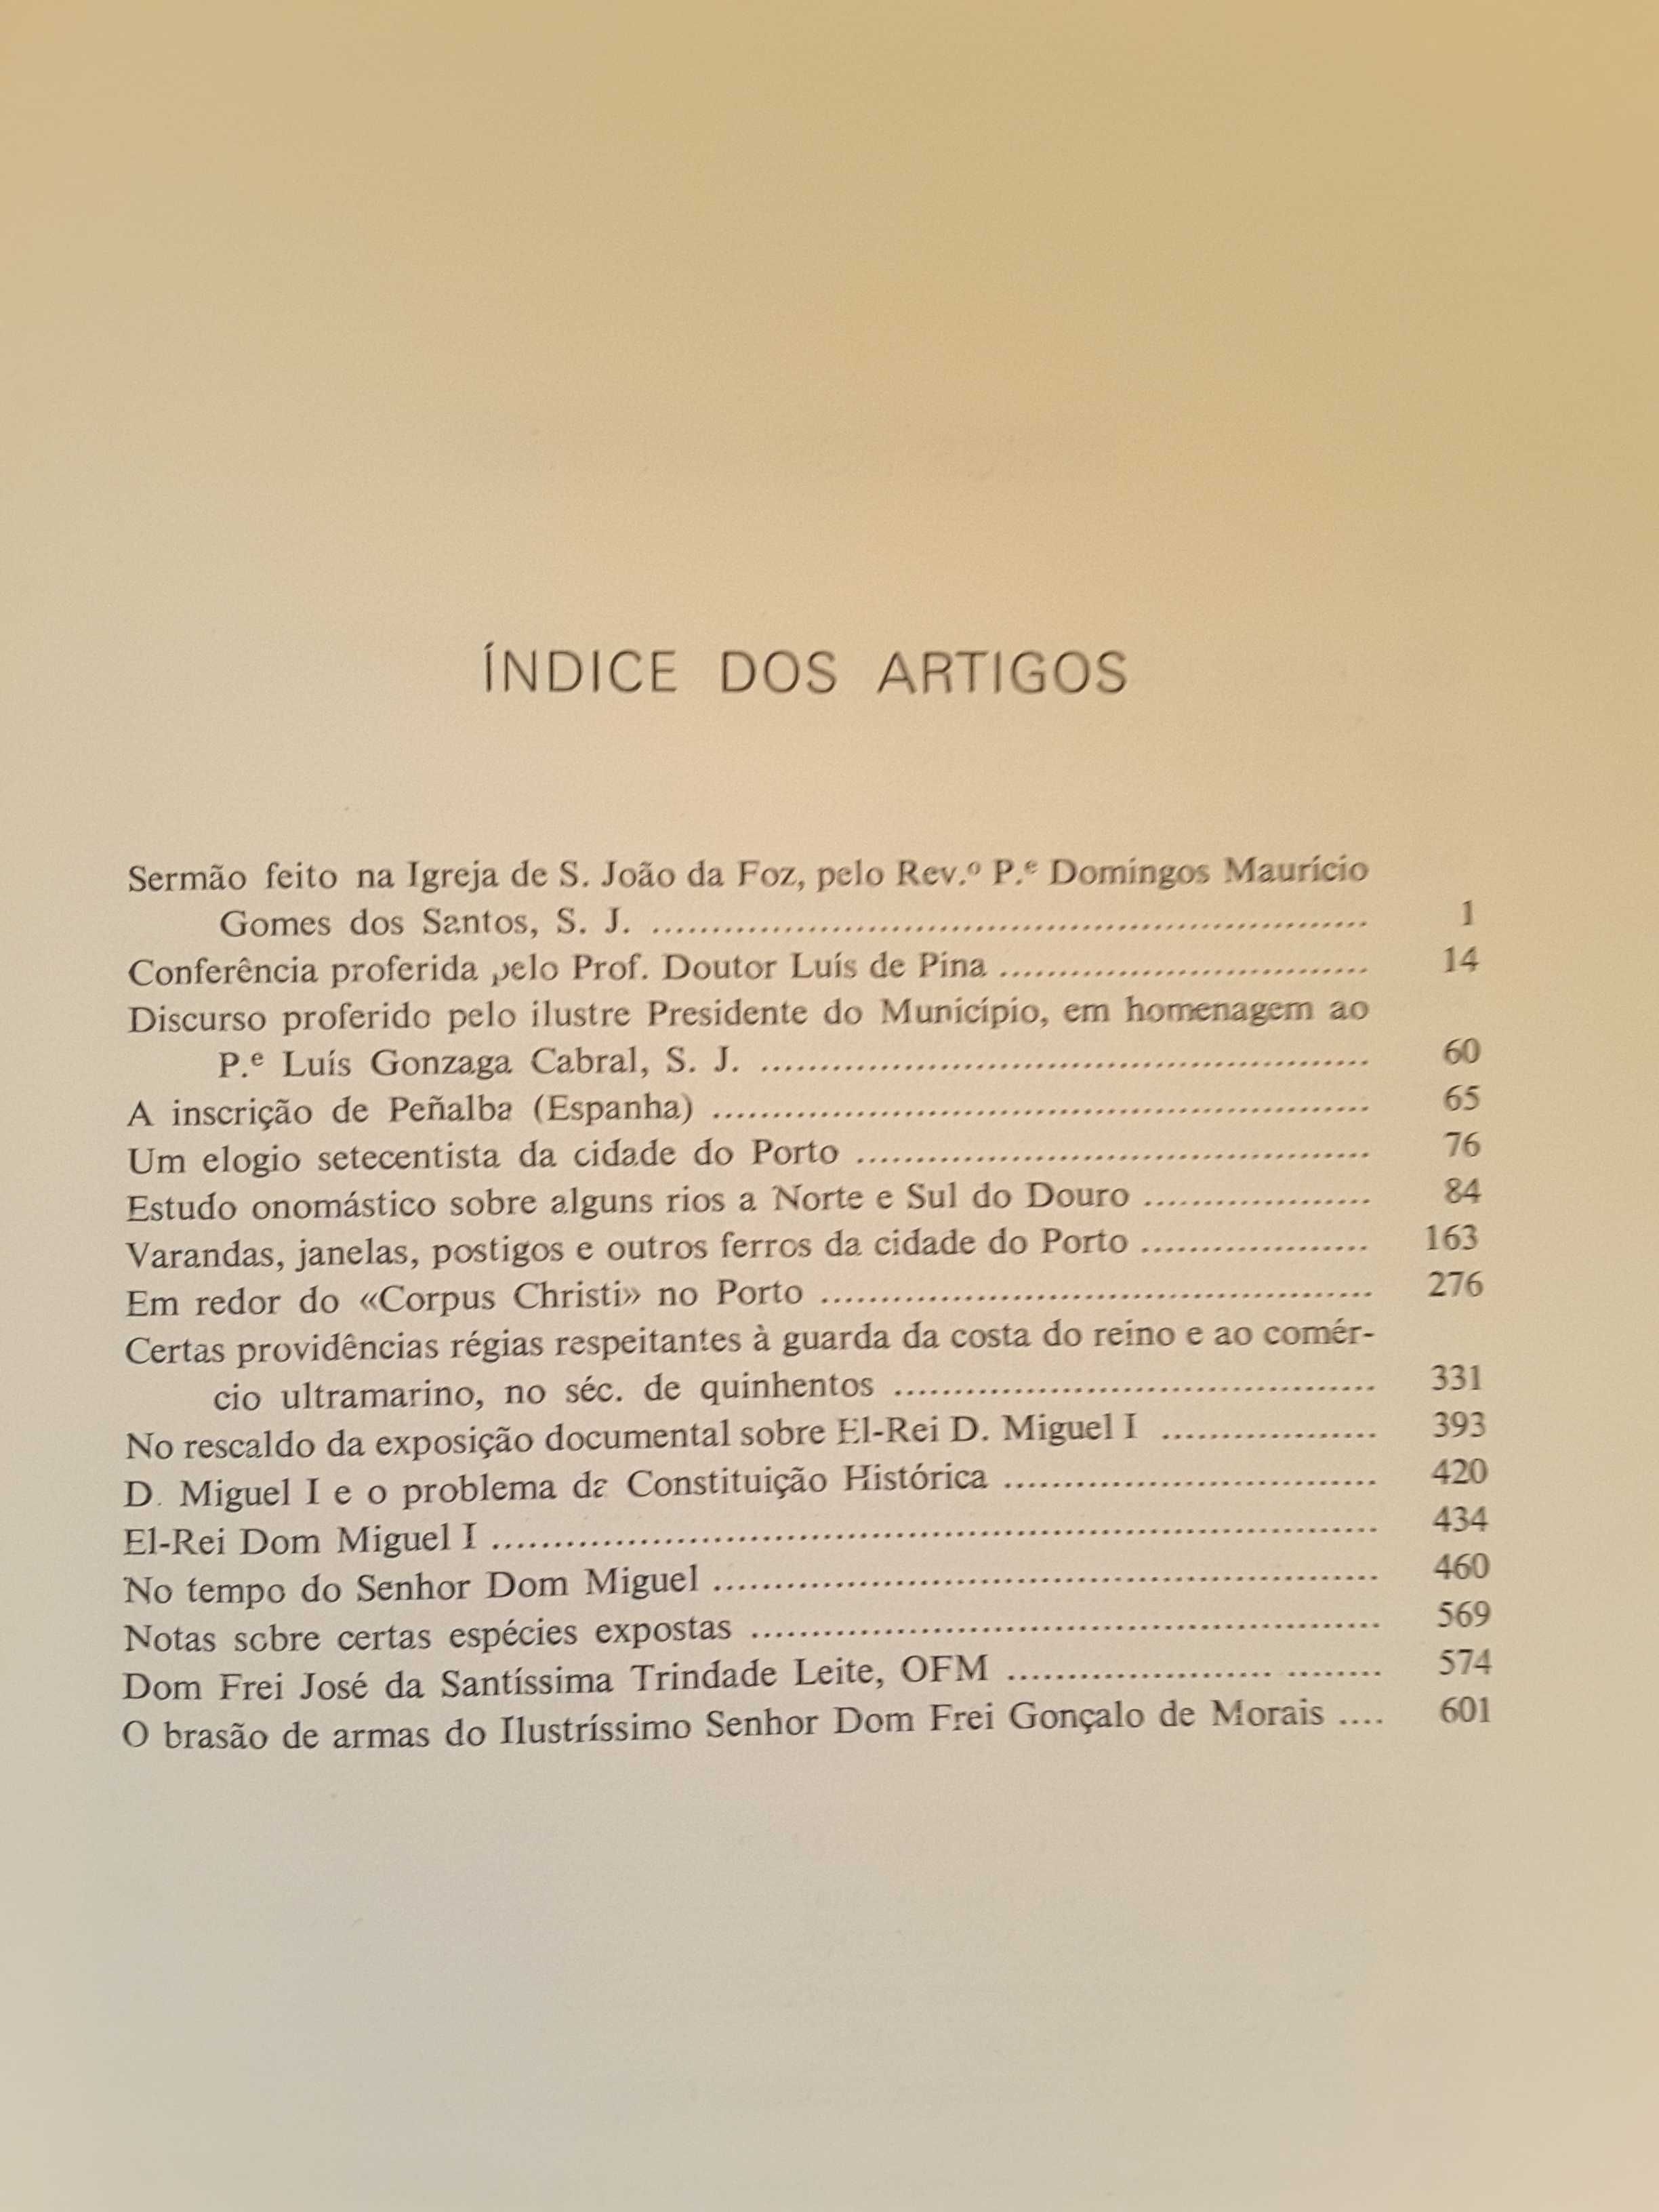 ÍNDICE DOS ARTIGOS
Sermão feito na Igreja de S. João da Foz, pelo Rev.º P.e Domingos Maurício
Gomes dos Santos, S. J. ............................................................ 1
Conferência proferida pelo Prof. Doutor Luís de Pina ............................... 14
Discurso proferido pelo ilustre Presidente do Município, em homenagem ao
P.e Luís Gonzaga Cabral, S. J. .................................................... 60
A inscrição de Peñalba (Espanha) ....................................................... 65
Um elogio setecentista da cidade do Porto ........................................... 76
Estudo onomástico sobre alguns rios a Norte e Sul do Douro ................... 84
Varandas, janelas, postigos e outros ferros da cidade do Porto ................... 163
Em redor do «Corpus Christi» no Porto .............................................. 276
Certas providências régias respeitantes à guarda da costa do reino e ao comér-
cio ultramarino, no séc. de quinhentos ........................................ 331
No rescaldo da exposição documental sobre El-Rei D. Miguel I .................. 393
D. Miguel I e o problema da Constituição Histórica ............................... 420
El-Rei Dom Miguel I ......................................................................... 434
No tempo do Senhor Dom Miguel ....................................................... 460
Notas sobre certas espécies expostas .................................................... 569
Dom Frei José da Santíssima Trindade Leite, OFM ...................... ........ 574
O brasão de armas do Ilustríssimo Senhor Dom Frei Gonçalo de Morais .... 601